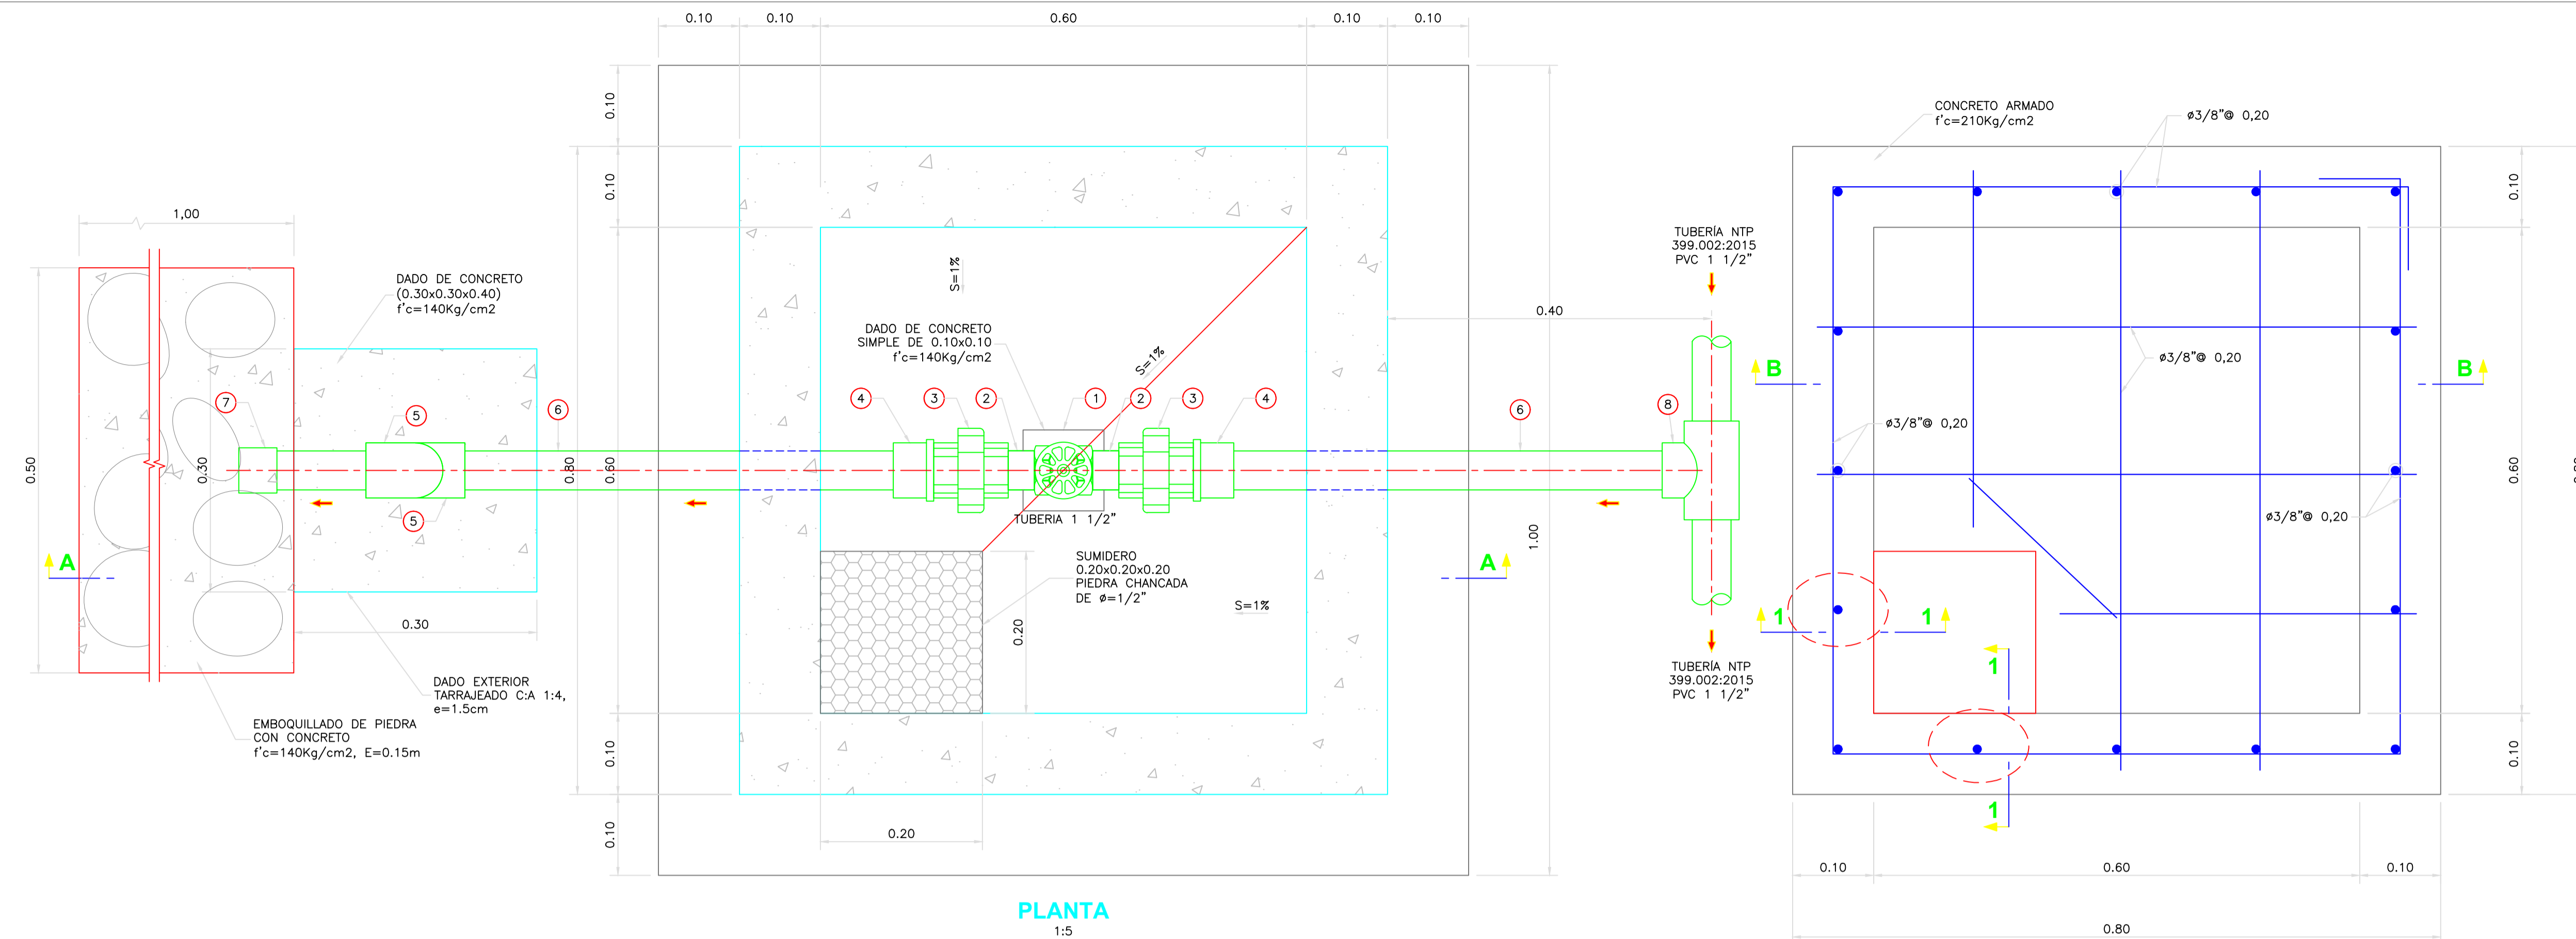 0.10
0.10
0.60
0.10
0.10
0.10
0.10
0.80
0.60
0.10
0.10
1,00
0.50
0.30
DADO DE CONCRETO
(0.30x0.30x0.40)
f'c=140Kg/cm2
7
5
5
6
A
0.30
DADO EXTERIOR
TARRAJEADO C:A 1:4,
e=1.5cm
EMBOQUILLADO DE PIEDRA
CON CONCRETO
f'c=140Kg/cm2, E=0.15m
S=1%
DADO DE CONCRETO
SIMPLE DE 0.10x0.10
f'c=140Kg/cm2
S=1%
4
3
2
1
2
3
4
TUBERIA 1 1/2"
SUMIDERO
0.20x0.20x0.20
PIEDRA CHANCADA
DE ø=1/2"
S=1%
0.20
0.20
A
1.00
0.40
6
8
TUBERÍA NTP
399.002:2015
PVC 1 1/2"
TUBERÍA NTP
399.002:2015
PVC 1 1/2"
PLANTA
1:5
CONCRETO ARMADO
f'c=210Kg/cm2
ø3/8"@ 0,20
ø3/8"@ 0,20
ø3/8"@ 0,20
ø3/8"@ 0,20
B
B
1
1
1
1
0.10
0.60
0.10
0.10
0.60
0.10
0.80